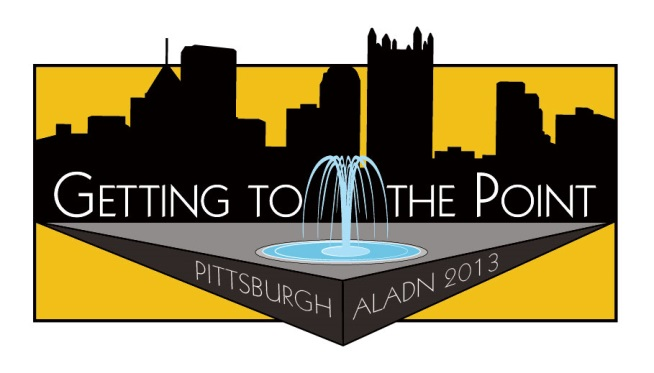 GETTING TO THE POINT
PITTSBURGH ALADN 2013